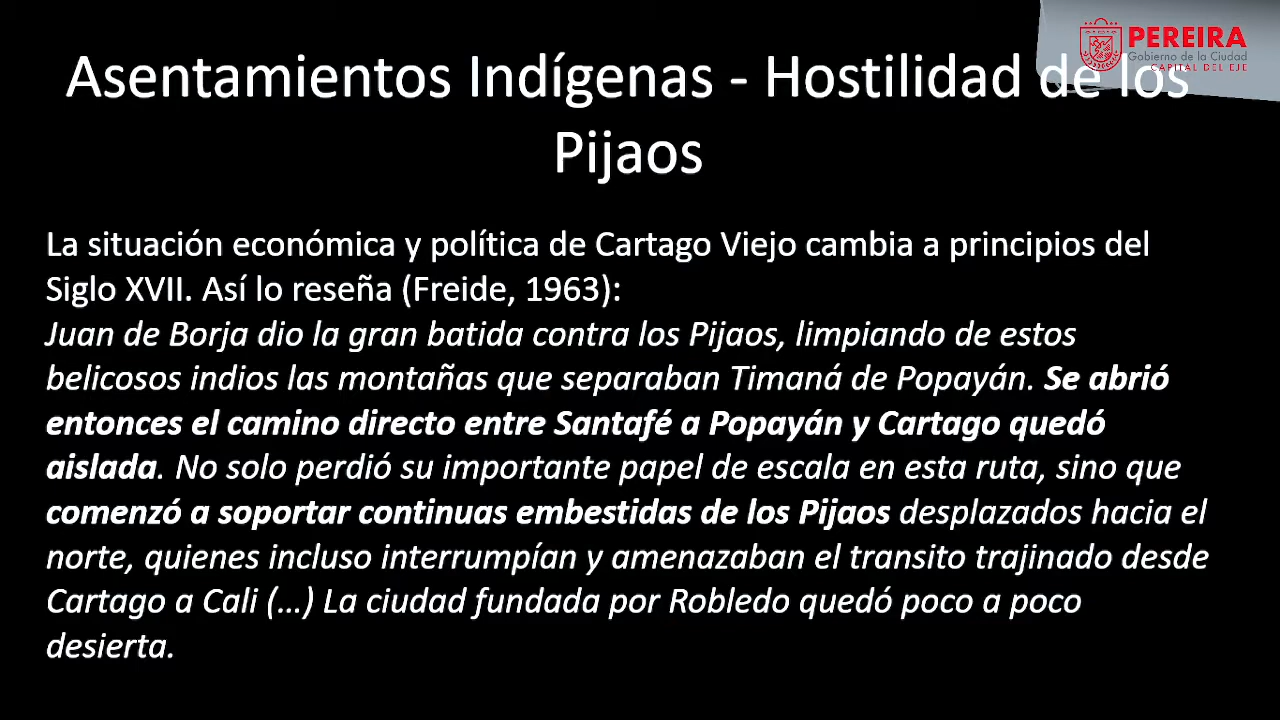 PEREIRA
Gobierno de la Ciudad
CAPITAL DEL EJE
Asentamientos Indígenas - Hostilidad de los
Pijaos
La situación económica y política de Cartago Viejo cambia a principios del
Siglo XVII. Así lo reseña (Freide, 1963):
Juan de Borja dio la gran batida contra los Pijaos, limpiando de estos
belicosos indios las montañas que separaban Timaná de Popayán. Se abrió
entonces el camino directo entre Santafé a Popayán y Cartago quedó
aislada. No solo perdió su importante papel de escala en esta ruta, sino que
comenzó a soportar continuas embestidas de los Pijaos desplazados hacia el
norte, quienes incluso interrumpían y amenazaban el transito trajinado desde
Cartago a Cali (...) La ciudad fundada por Robledo quedó poco a poco
desierta.